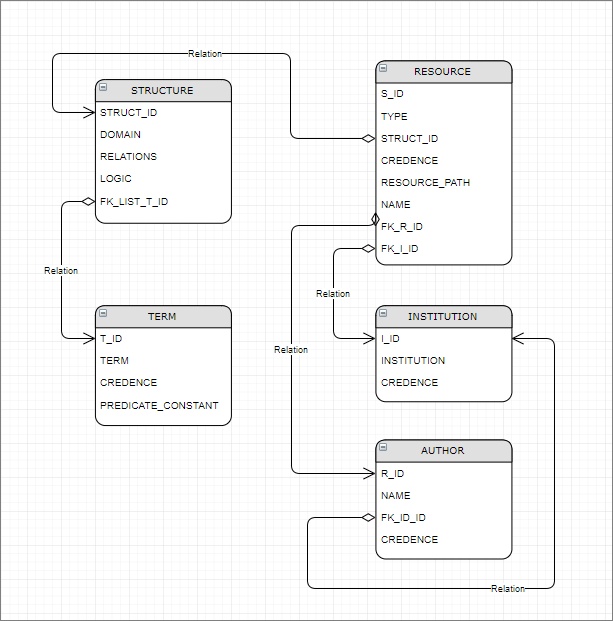 Relation
STRUCTURE
STRUCT_ID
DOMAIN
RELATIONS
LOGIC
FK_LIST_T_ID
RESOURCE
S_ID
TYPE
STRUCT_ID
CREDENCE
RESOURCE_PATH
NAME
FK_R_ID
FK_I_ID
Relation
Relation
Relation
TERM
T_ID
TERM
CREDENCE
PREDICATE_CONSTANT
INSTITUTION
I_ID
INSTITUTION
CREDENCE
AUTHOR
R_ID
NAME
FK_ID_ID
CREDENCE
Relation